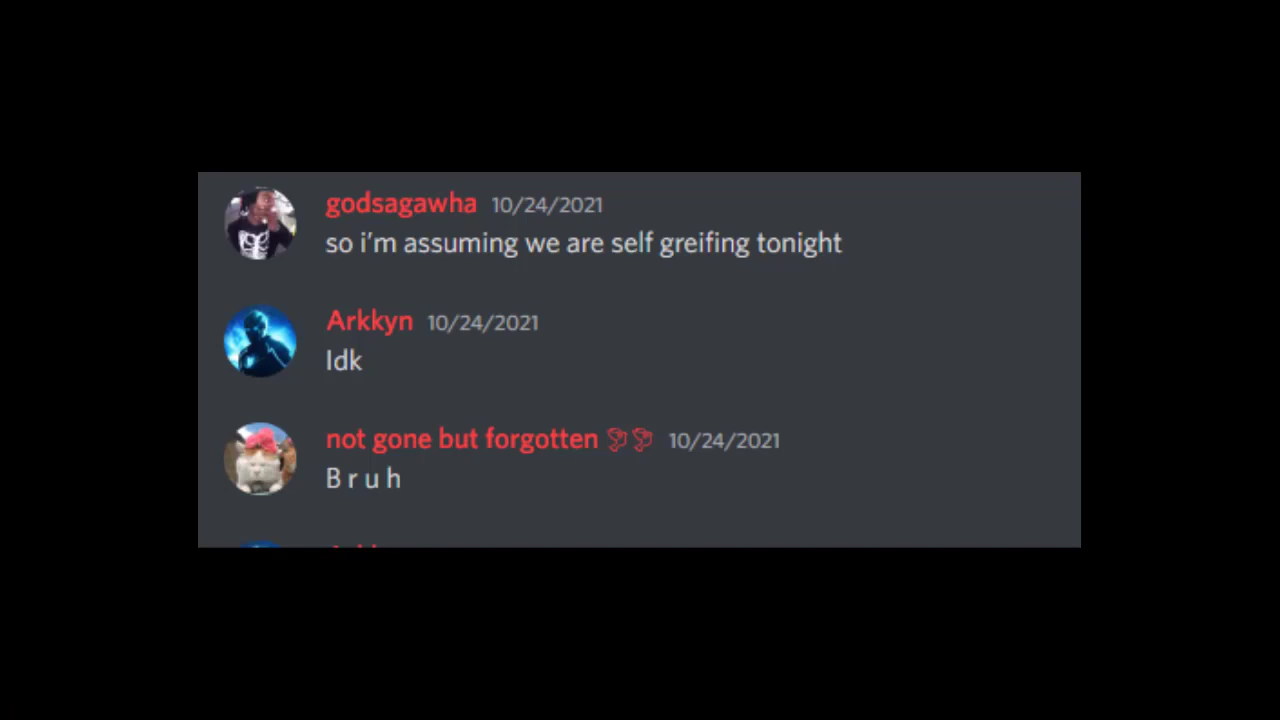 godsagawha 10/24/2021
so i'm assuming we are self greifing tonight
Arkkyn 10/24/2021
Idk
not gone but forgotten 🕊🕊 10/24/2021
B r u h